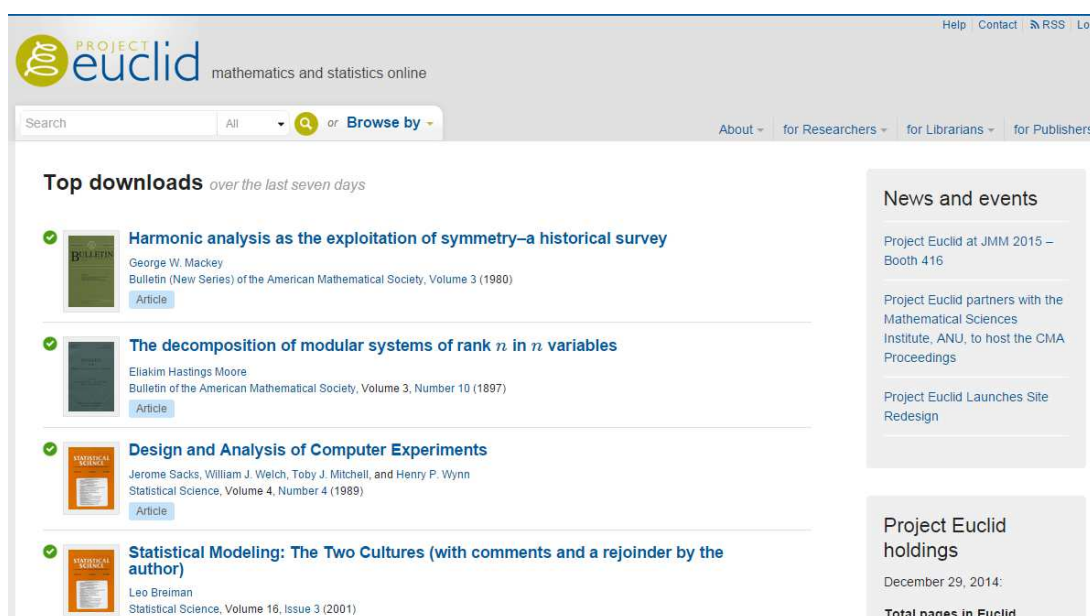 Help Contact RSS Lo
PROJECT
euclid mathematics and statistics online
Search All or Browse by
About for Researchers for Librarians for Publishers
Top downloads over the last seven days
BULLETIN
Harmonic analysis as the exploitation of symmetry–a historical survey
George W. Mackey
Bulletin (New Series) of the American Mathematical Society, Volume 3 (1980)
Article
The decomposition of modular systems of rank n in n variables
Eliakim Hastings Moore
Bulletin of the American Mathematical Society, Volume 3, Number 10 (1897)
Article
STATISTICAL
SCIENCE
Design and Analysis of Computer Experiments
Jerome Sacks, William J. Welch, Toby J. Mitchell, and Henry P. Wynn
Statistical Science, Volume 4, Number 4 (1989)
Article
STATISTICAL
SCIENCE
Statistical Modeling: The Two Cultures (with comments and a rejoinder by the
author)
Leo Breiman
Statistical Science, Volume 16, Issue 3 (2001)
News and events
Project Euclid at JMM 2015 –
Booth 416
Project Euclid partners with the
Mathematical Sciences
Institute, ANU, to host the CMA
Proceedings
Project Euclid Launches Site
Redesign
Project Euclid
holdings
December 29, 2014:
Total pages in Euclid